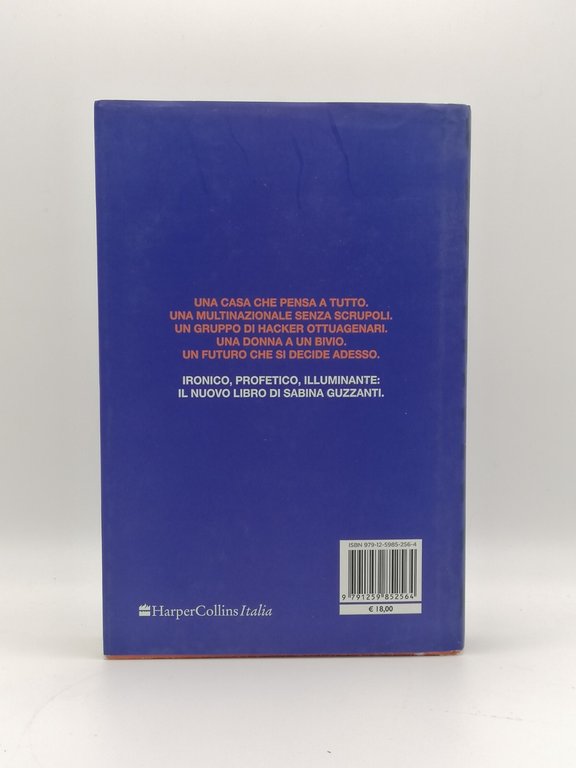 UNA CASA CHE PENSA A TUTTO.
UNA MULTINAZIONALE SENZA SCRUPOLI.
UN GRUPPO DI HACKER OTTUAGENARI.
UNA DONNA A UN BIVIO.
UN FUTURO CHE SI DECIDE ADESSO.
IRONICO, PROFETICO, ILLUMINANTE:
IL NUOVO LIBRO DI SABINA GUZZANTI.
ISBN 979-12-5985-256-4
9 791259 852564
€ 18,00
HarperCollins Italia